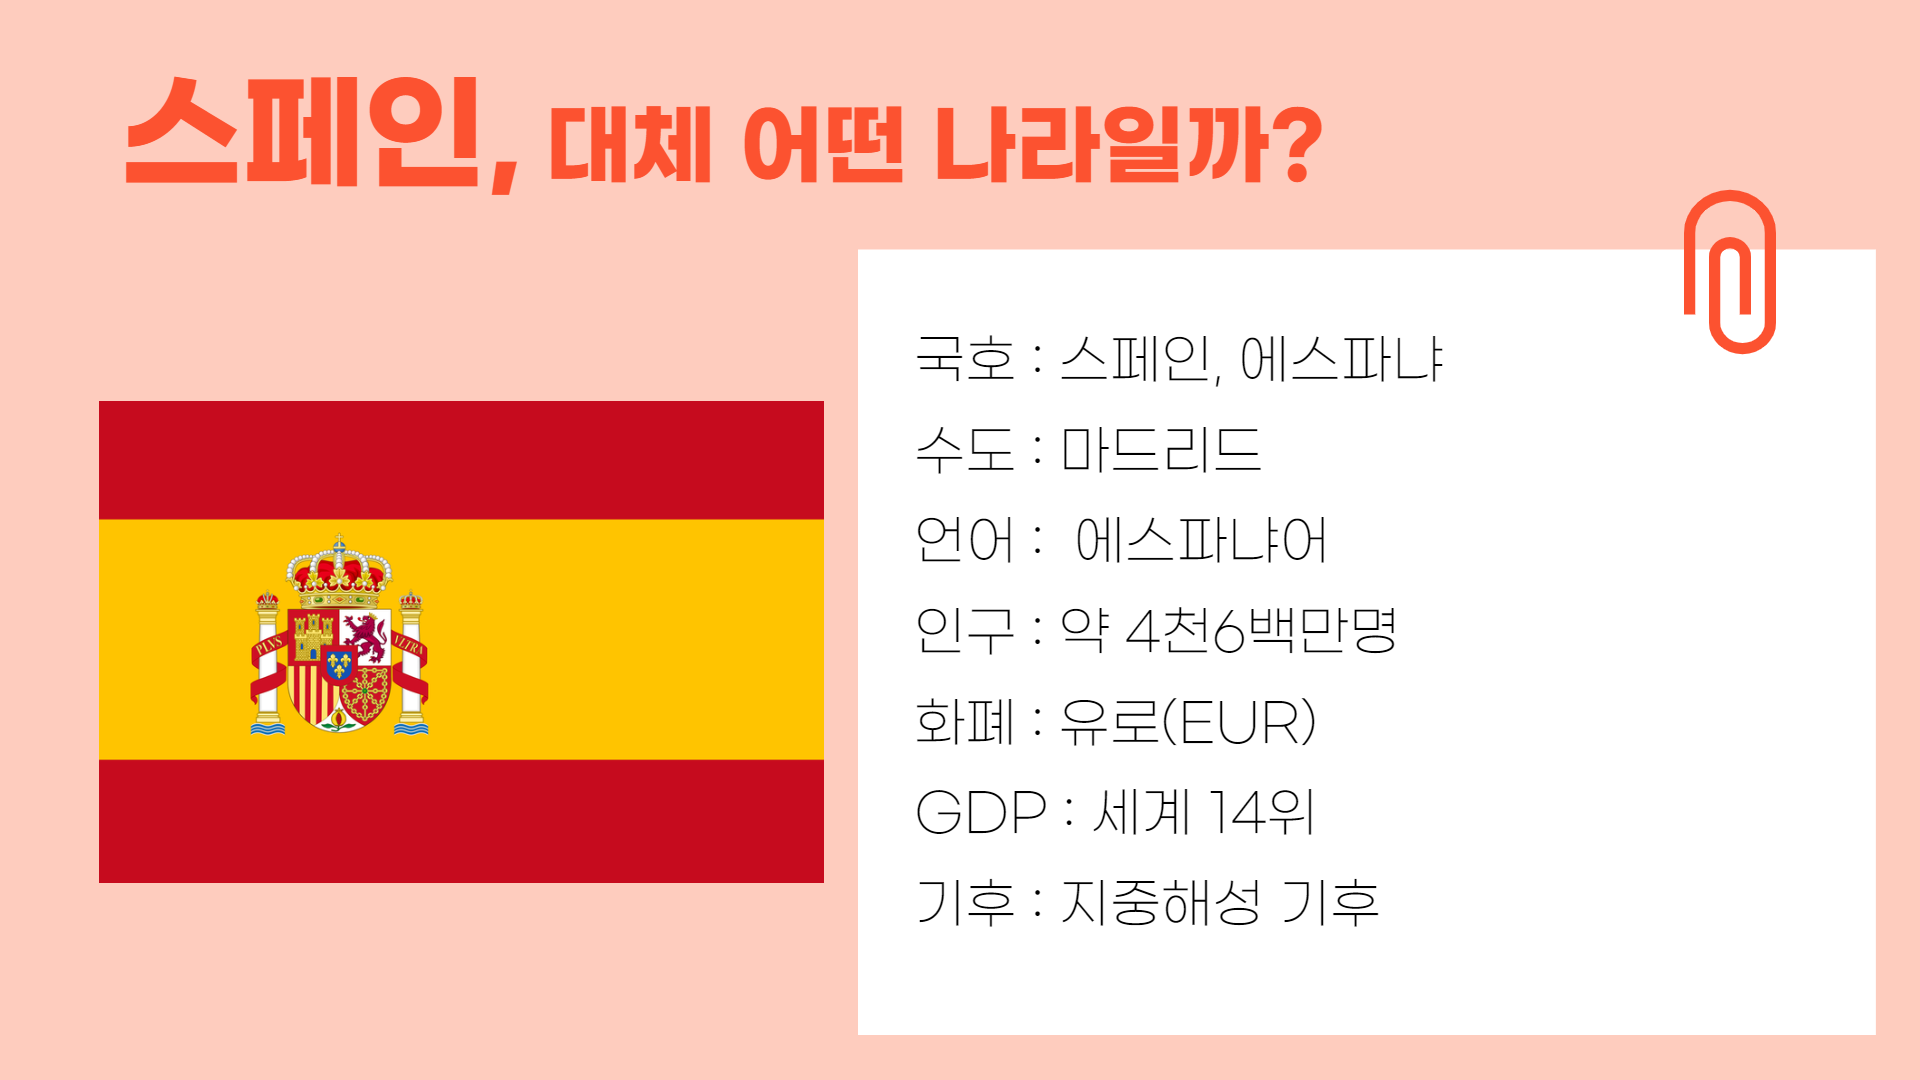 스페인, 대체 어떤 나라일까?
국호 : 스페인, 에스파냐
수도 : 마드리드
언어 : 에스파냐어
인구 : 약 4천6백만명
화폐 : 유로(EUR)
GDP : 세계 14위
기후 : 지중해성 기후
PLVS VLTRA